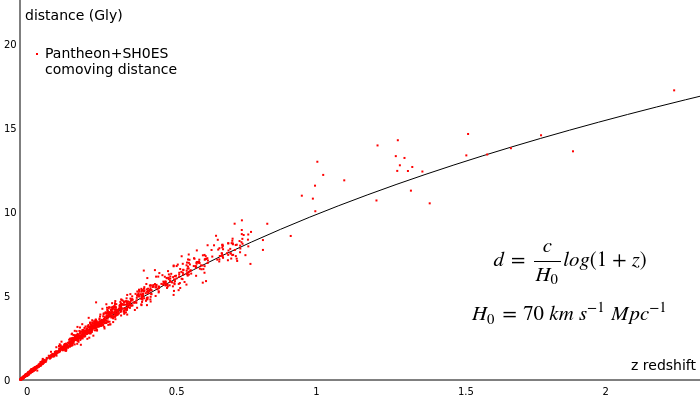 distance (Gly)
20
Pantheon+SH0ES
comoving distance
15
10
d = c/H₀ log(1 + z)
5
H₀ = 70 km s⁻¹ Mpc⁻¹
z redshift
0
0 0.5 1 1.5 2